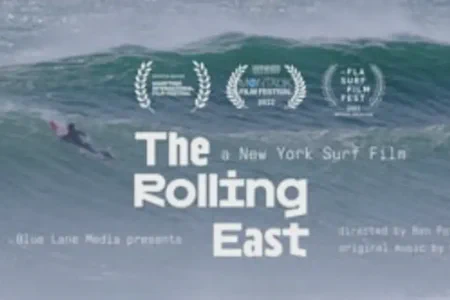 FILM FESTIVAL
2022
FLA
SURF
FILM
FEST
The
a New York Surf Film
Rolling
East
Blue Lane Media presents
directed by Ben
original music by